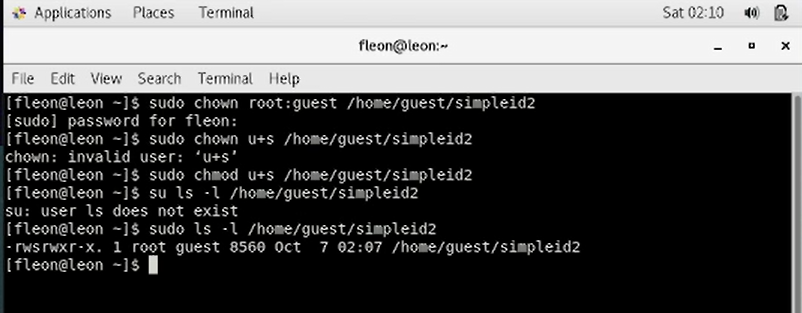 Applications Places Terminal Sat 02:10
fleon@leon:~
File Edit View Search Terminal Help
[fleon@leon ~]$ sudo chown root:guest /home/guest/simpleid2
[sudo] password for fleon:
[fleon@leon ~]$ sudo chown u+s /home/guest/simpleid2
chown: invalid user: ‘u+s’
[fleon@leon ~]$ sudo chmod u+s /home/guest/simpleid2
[fleon@leon ~]$ su ls -l /home/guest/simpleid2
su: user ls does not exist
[fleon@leon ~]$ sudo ls -l /home/guest/simpleid2
-rwsrwxr-x. 1 root guest 8560 Oct  7 02:07 /home/guest/simpleid2
[fleon@leon ~]$